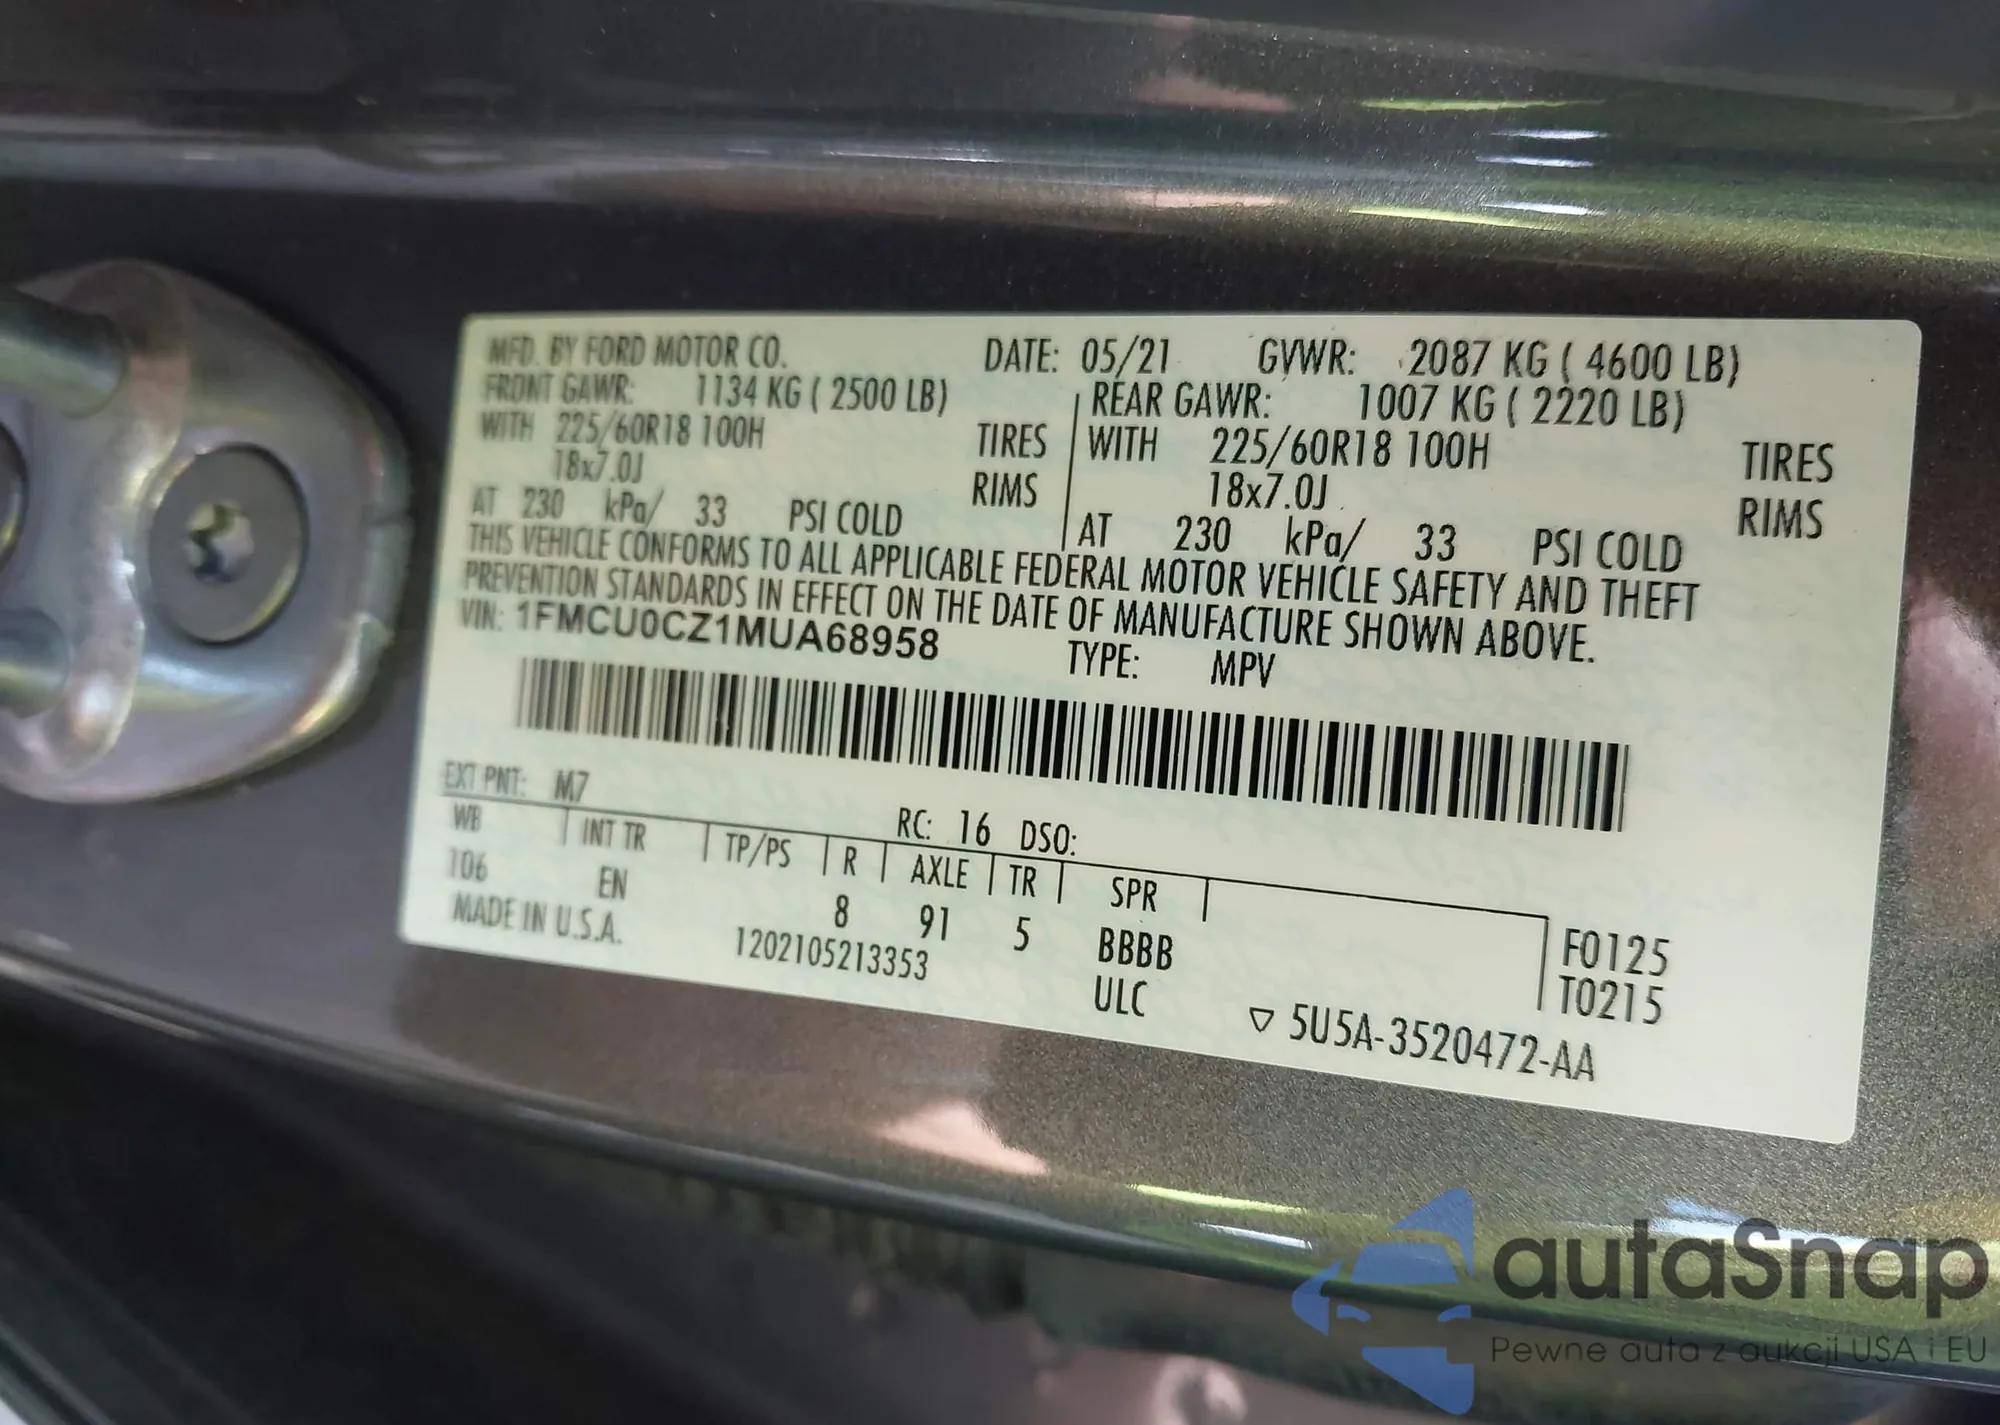 MFD. BY FORD MOTOR CO. DATE: 05/21 GVWR: 2087 KG ( 4600 LB)
FRONT GAWR: 1134 KG ( 2500 LB) REAR GAWR: 1007 KG ( 2220 LB)
WITH 225/60R18 100H TIRES WITH 225/60R18 100H TIRES
18x7.0J RIMS 18x7.0J RIMS
AT 230 kPa/ 33 PSI COLD AT 230 kPa/ 33 PSI COLD
THIS VEHICLE CONFORMS TO ALL APPLICABLE FEDERAL MOTOR VEHICLE SAFETY AND THEFT
PREVENTION STANDARDS IN EFFECT ON THE DATE OF MANUFACTURE SHOWN ABOVE.
VIN: 1FMCU0CZ1MUA68958 TYPE: MPV
EXT PNT: M7 RC: 16 DSO:
WB INT TR TP/PS R AXLE TR SPR
106 EN 8 91 5 BBBB F0125
MADE IN U.S.A. 1202105213353 ULC T0215
5U5A-3520472-AA
autaSnap
Pewne auta z aukcji USA i EU